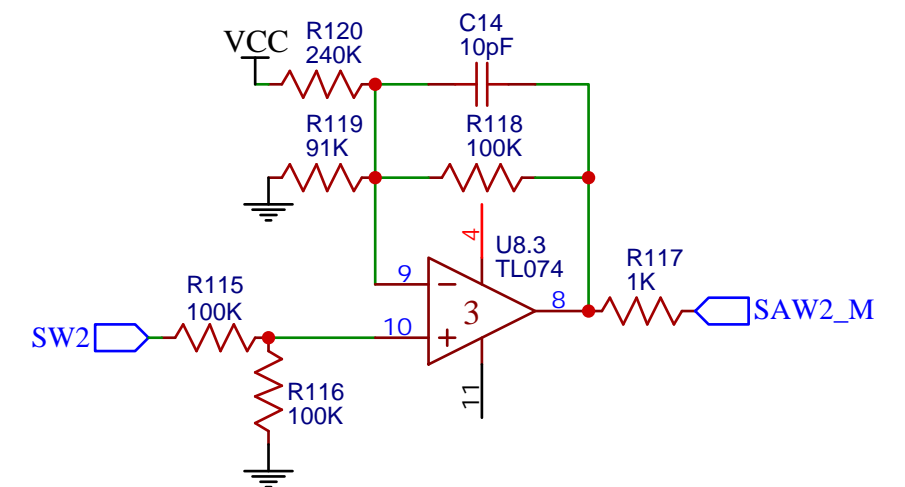 R120
240K
VCC
C14
10pF
R119
91K
R118
100K
4
U8.3
TL074
9
3
8
R117
1K
SAW2_M
R115
100K
10
SW2
R116
100K
11